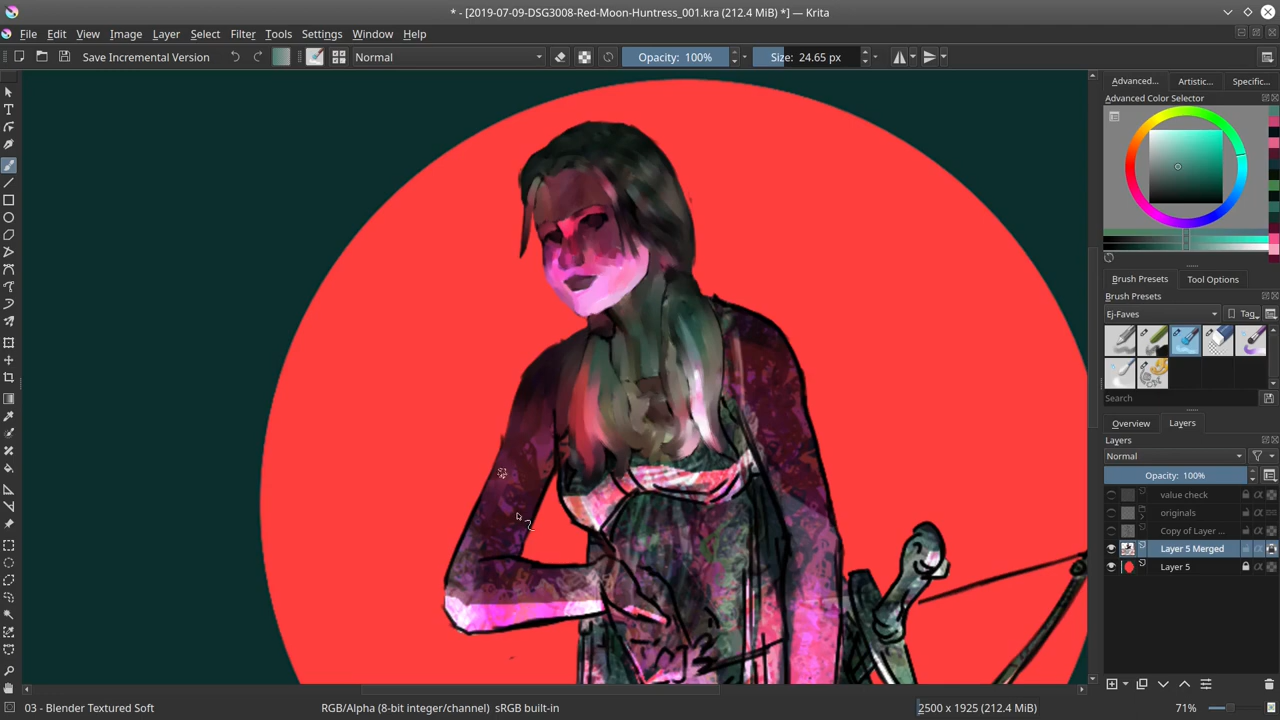 * - [2019-07-09-DSG3008-Red-Moon-Huntress_001.kra (212.4 MiB) *] — Krita
File Edit View Image Layer Select Filter Tools Settings Window Help
Save Incremental Version Normal Opacity: 100% Size: 24.65 px
Advanced... Artistic... Specific...
Advanced Color Selector
Brush Presets Tool Options
Brush Presets
Ej-Faves Tag
Search
Overview Layers
Layers
Normal
Opacity: 100%
value check
originals
Copy of Layer ...
Layer 5 Merged
Layer 5
03 - Blender Textured Soft RGB/Alpha (8-bit integer/channel) sRGB built-in 2500 x 1925 (212.4 MiB) 71%